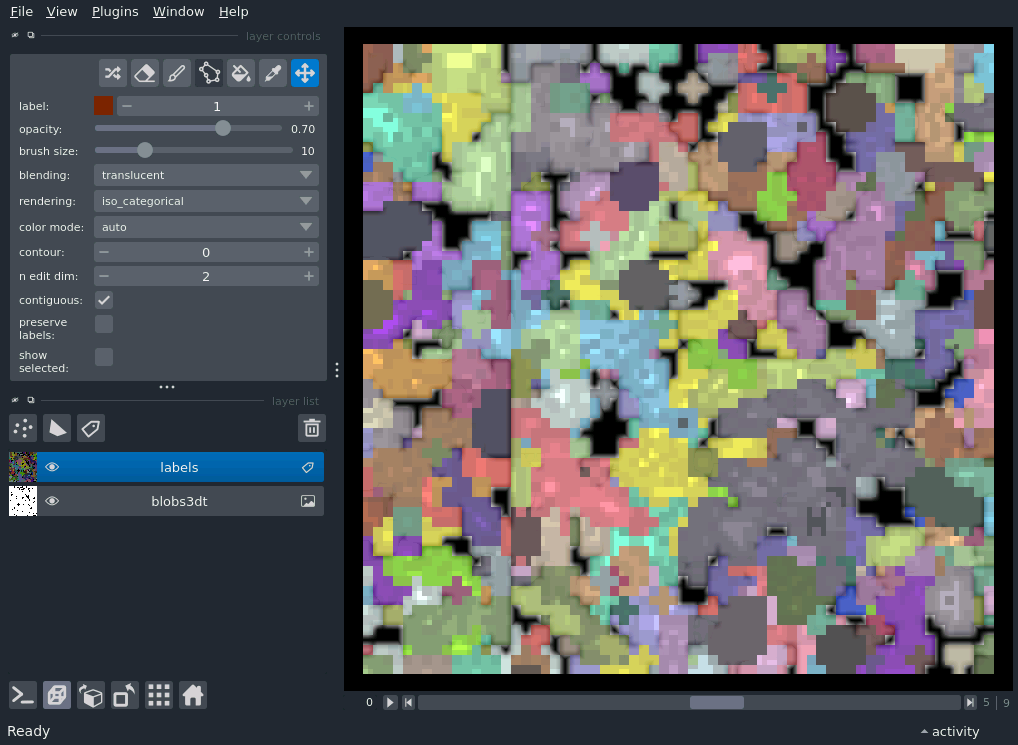 File View Plugins Window Help
layer controls
label: 1
opacity: 0.70
brush size: 10
blending: translucent
rendering: iso_categorical
color mode: auto
contour: 0
n edit dim: 2
contiguous:
preserve
labels:
show
selected:
layer list
labels
blobs3dt
0 5 9
Ready activity